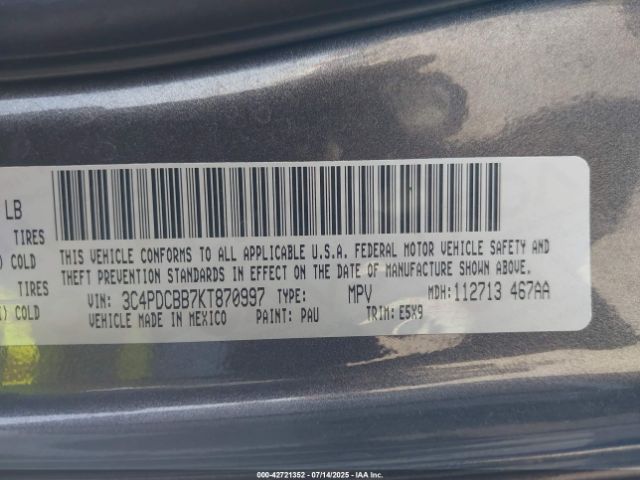 LB
TIRES
COLD
TIRES
) COLD
THIS VEHICLE CONFORMS TO ALL APPLICABLE U.S.A. FEDERAL MOTOR VEHICLE SAFETY AND
THEFT PREVENTION STANDARDS IN EFFECT ON THE DATE OF MANUFACTURE SHOWN ABOVE.
VIN: 3C4PDCBB7KT870997 TYPE: MPV MDH:112713 467AA
VEHICLE MADE IN MEXICO PAINT: PAU TRIM: E5X9
00-42721352 - 07/14/2025 - IAA Inc.